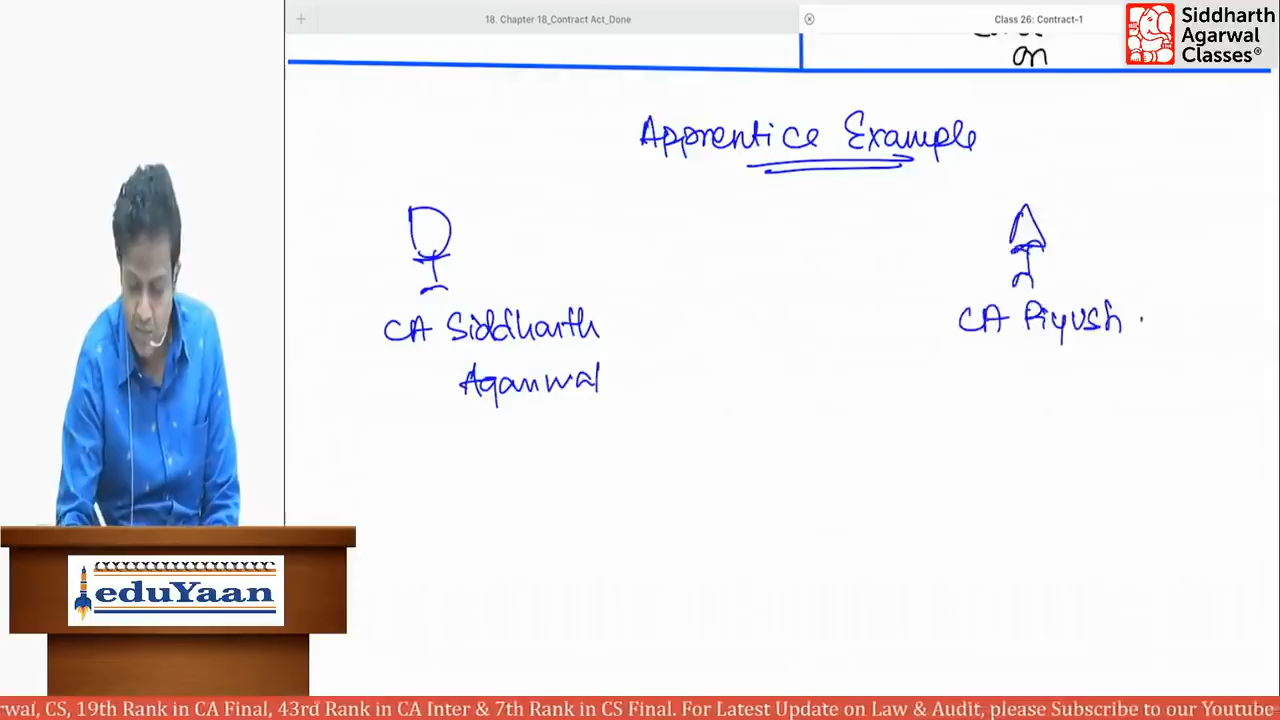 18. Chapter 18_Contract Act_Done
Class 26: Contract-1
Siddharth
Agarwal
Classes®
on
Apprentice Example
CA Siddharth
Agarwal
CA Piyush
eduYaan
rwal, CS, 19th Rank in CA Final, 43rd Rank in CA Inter & 7th Rank in CS Final. For Latest Update on Law & Audit, please Subscribe to our Youtube